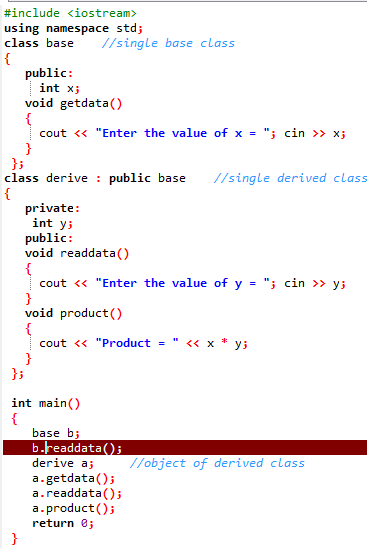 #include <iostream>
using namespace std;
class base    //single base class
{
   public:
     int x;
   void getdata()
   {
     cout << "Enter the value of x = "; cin >> x;
   }
 };
class derive : public base    //single derived class
{
   private:
    int y;
   public:
   void readdata()
   {
     cout << "Enter the value of y = "; cin >> y;
   }
   void product()
   {
     cout << "Product = " << x * y;
   }
 };
 int main()
 {
    base b;
    b.readdata();
    derive a;     //object of derived class
    a.getdata();
    a.readdata();
    a.product();
    return 0;
 }